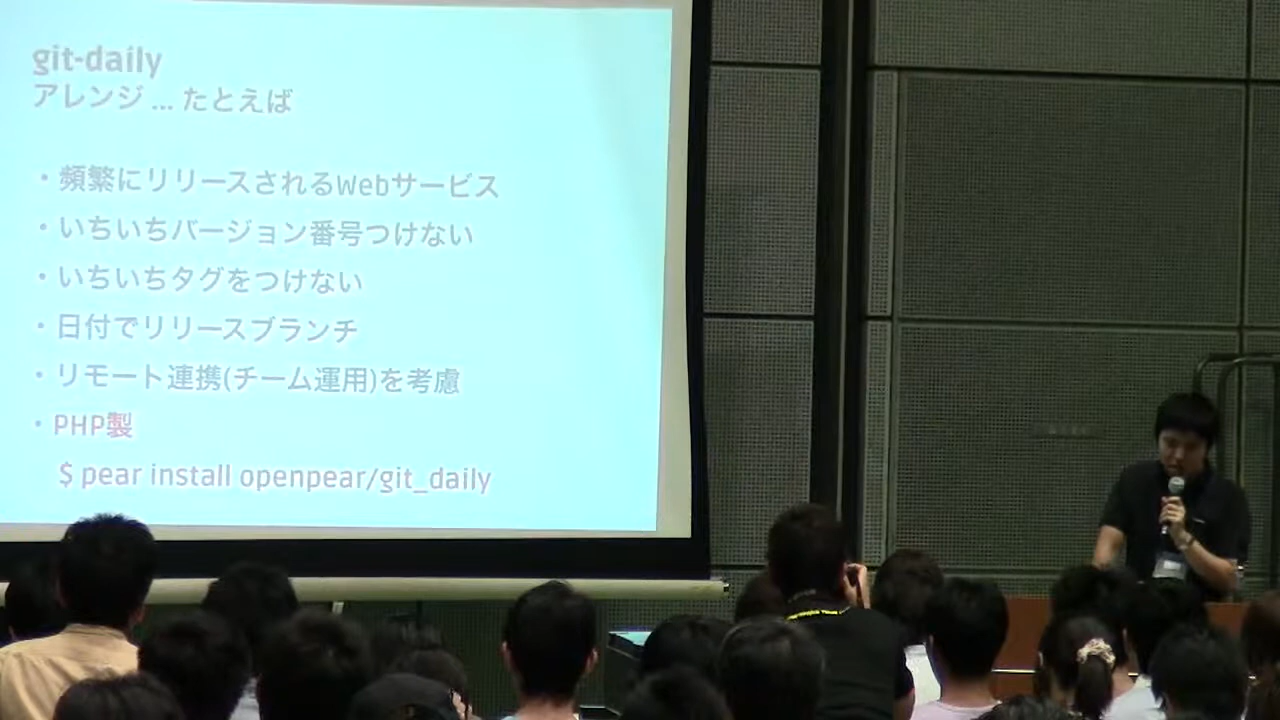 git-daily
アレンジ ... たとえば
・頻繁にリリースされるWebサービス
・いちいちバージョン番号つけない
・いちいちタグをつけない
・日付でリリースブランチ
・リモート連携(チーム運用)を考慮
・PHP製
$ pear install openpear/git_daily